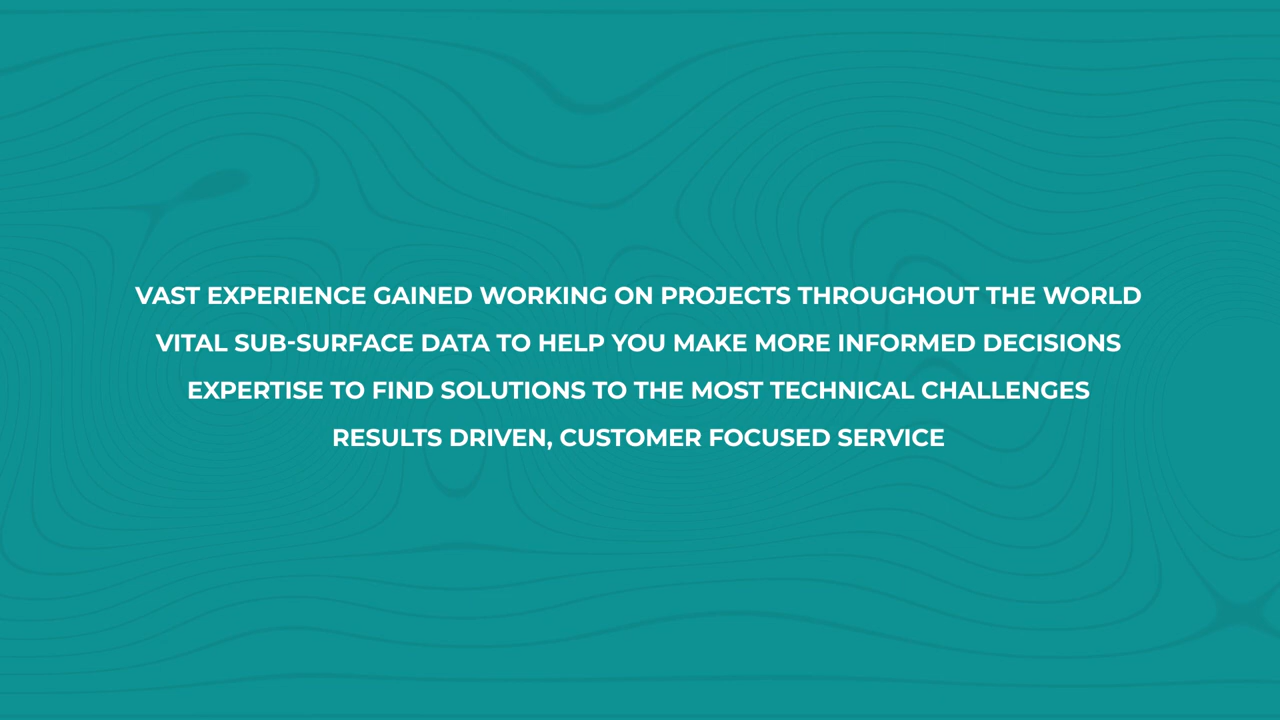 VAST EXPERIENCE GAINED WORKING ON PROJECTS THROUGHOUT THE WORLD
VITAL SUB-SURFACE DATA TO HELP YOU MAKE MORE INFORMED DECISIONS
EXPERTISE TO FIND SOLUTIONS TO THE MOST TECHNICAL CHALLENGES
RESULTS DRIVEN, CUSTOMER FOCUSED SERVICE